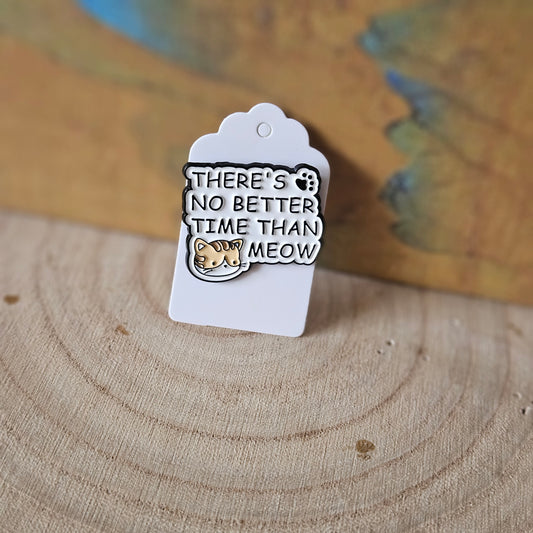 THERE'S
NO BETTER
TIME THAN
MEOW